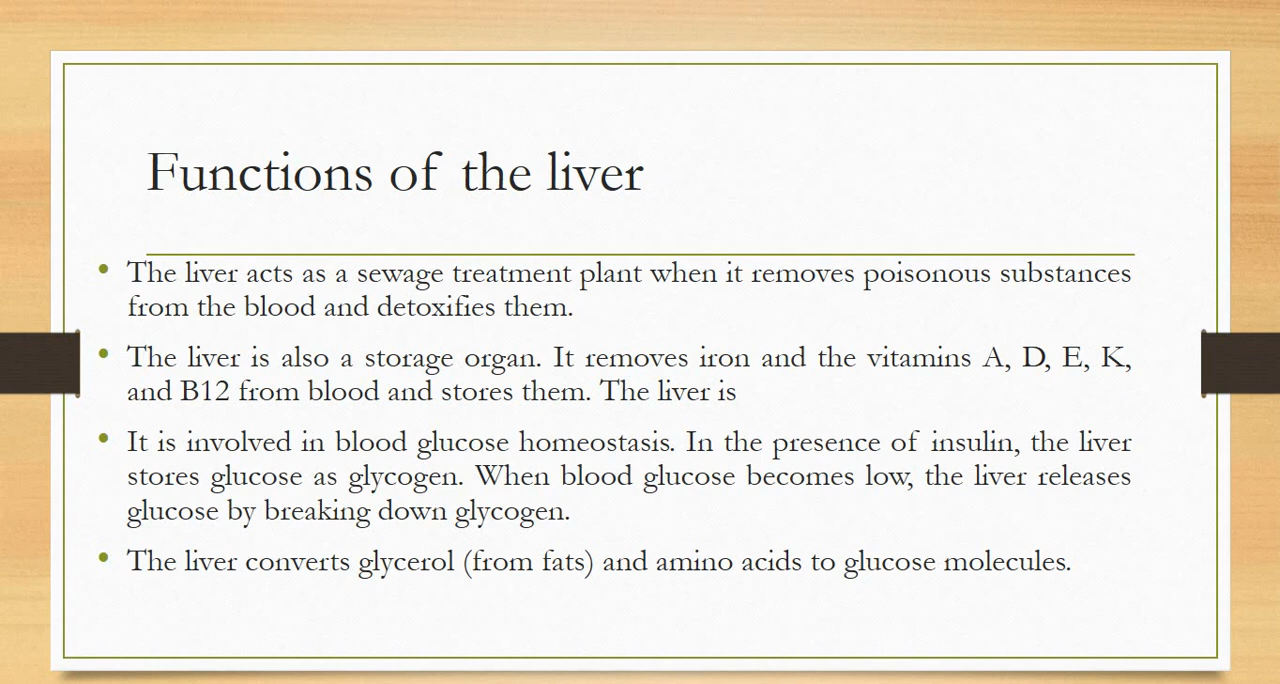 Functions of the liver
• The liver acts as a sewage treatment plant when it removes poisonous substances
from the blood and detoxifies them.
• The liver is also a storage organ. It removes iron and the vitamins A, D, E, K,
and B12 from blood and stores them. The liver is
• It is involved in blood glucose homeostasis. In the presence of insulin, the liver
stores glucose as glycogen. When blood glucose becomes low, the liver releases
glucose by breaking down glycogen.
• The liver converts glycerol (from fats) and amino acids to glucose molecules.